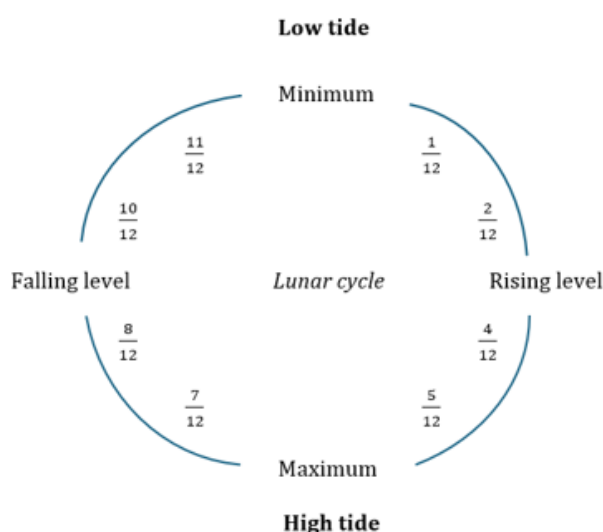 Low tide
Minimum
11/12
1/12
10/12
2/12
Falling level
Lunar cycle
Rising level
8/12
4/12
7/12
5/12
Maximum
High tide